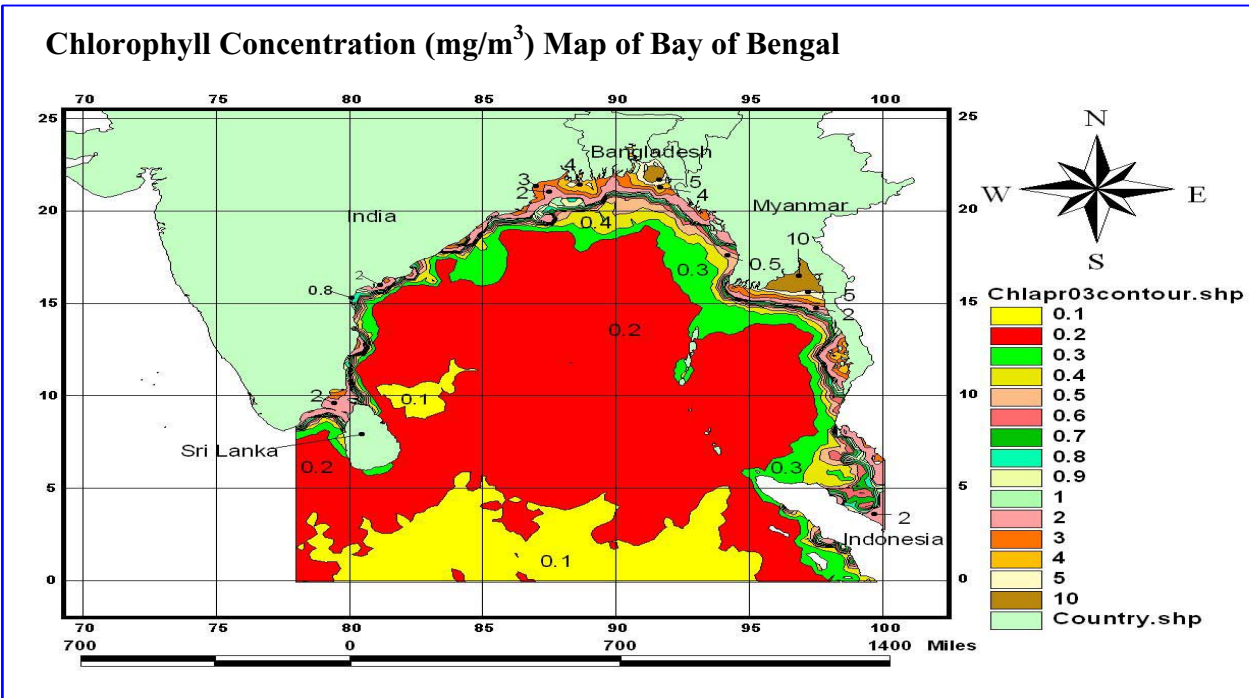 Chlorophyll Concentration (mg/m3) Map of Bay of Bengal
70 80 85 90 95 100
25 25
N
4
Bangladesh
3 5
2 4
W E
20 India Myanmar 20
0.4 10
S
0.3 0.5
2
0.8 5
15 15
2
0.2
Chlapr03contour.shp
0.1
0.2
0.3
0.4
0.5
0.6
0.7
0.8
0.9
1
2
3
4
5
10
Country.shp
10 2 0.1 10
Sri Lanka
0.2 0.3
5 5
2
Indonesia
0.1
0 0
70 80 85 90 95 100
700 0 700 1400 Miles